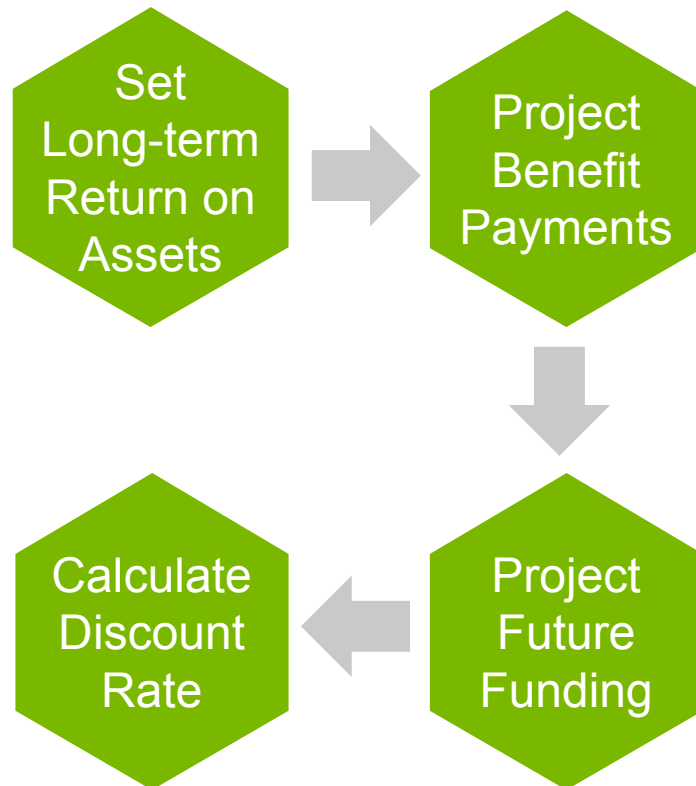 Set
Long-term
Return on
Assets
Project
Benefit
Payments
Project
Future
Funding
Calculate
Discount
Rate